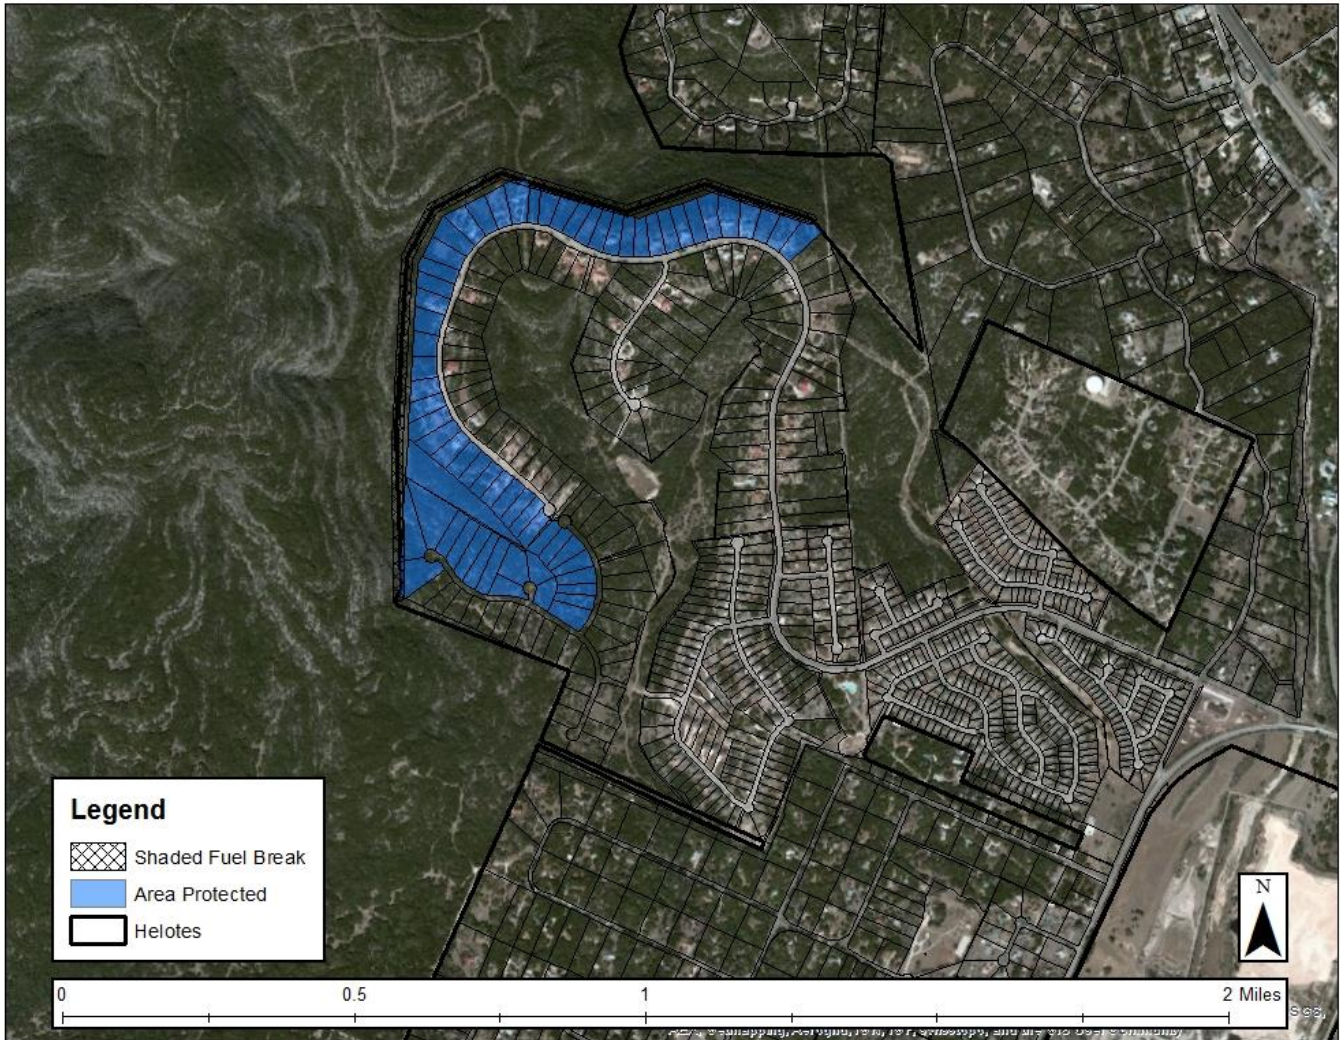 Legend
Shaded Fuel Break
Area Protected
Helotes
N
0 0.5 1 2 Miles